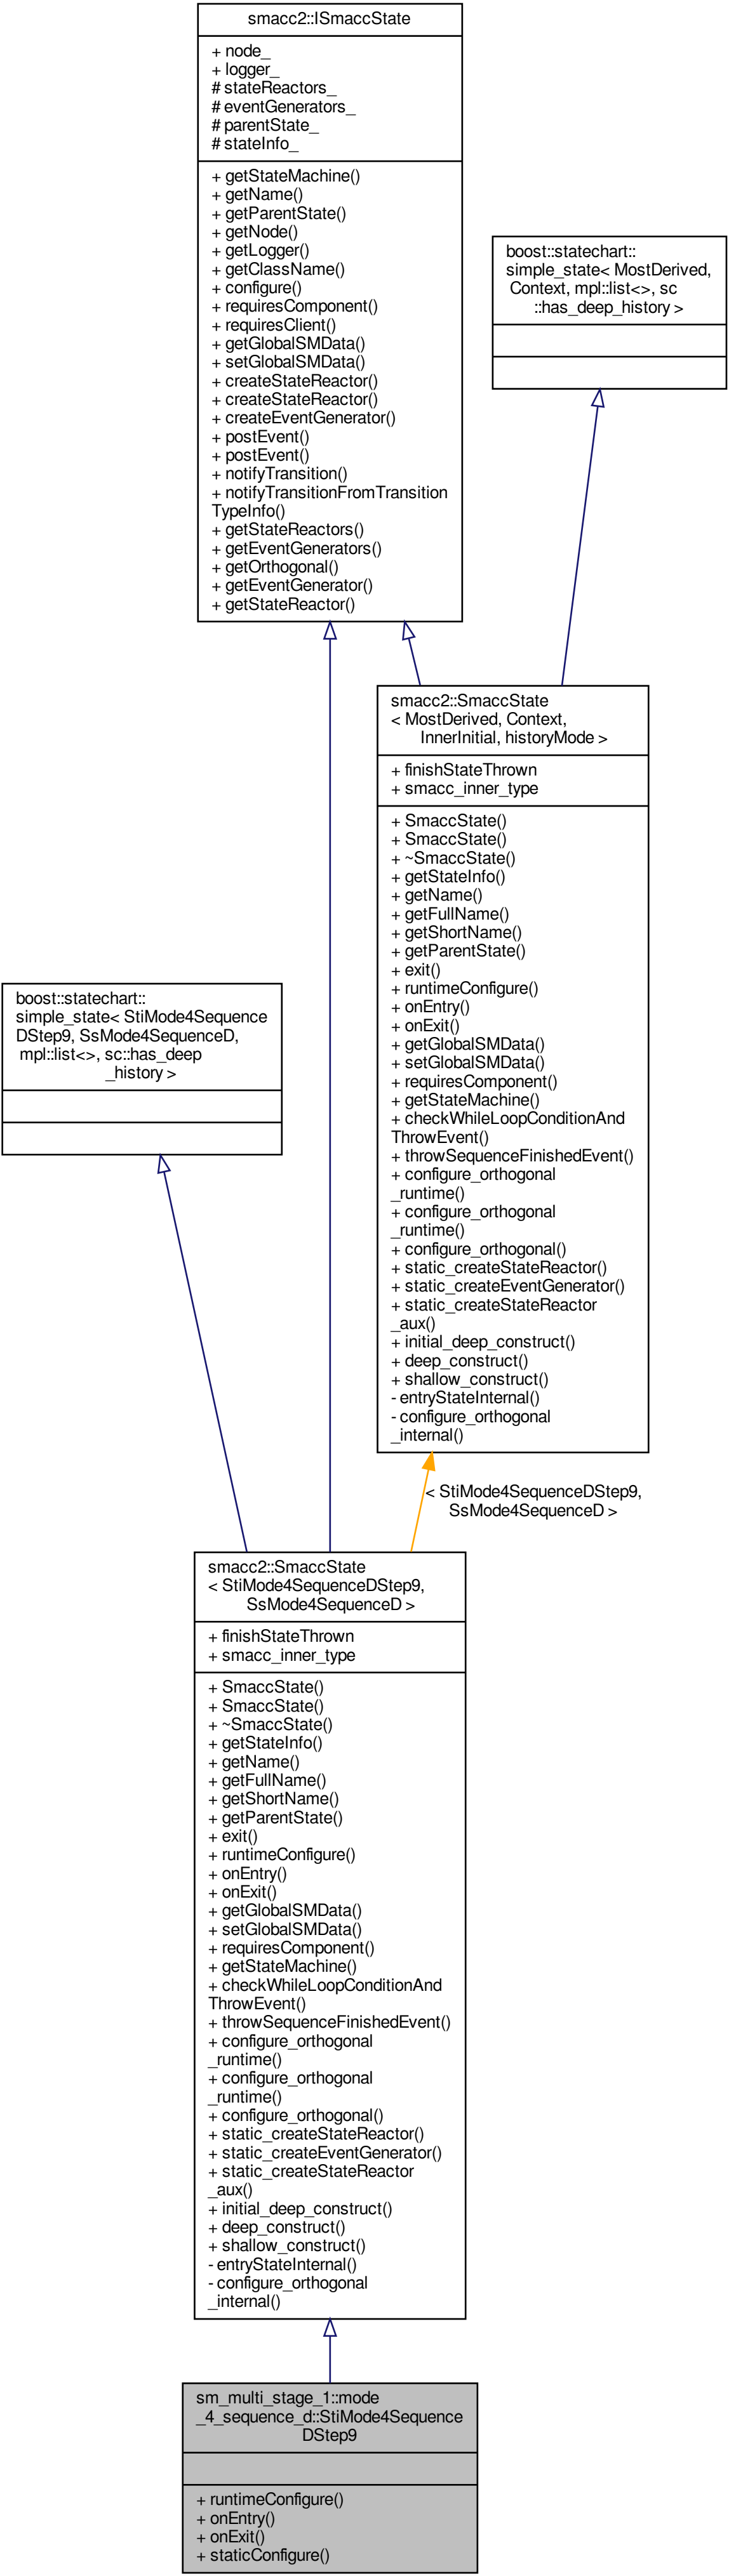 smacc2::ISmaccState
+ node_
+ logger_
# stateReactors_
# eventGenerators_
# parentState_
# stateInfo_
+ getStateMachine()
+ getName()
+ getParentState()
+ getNode()
+ getLogger()
+ getClassName()
+ configure()
+ requiresComponent()
+ requiresClient()
+ getGlobalSMData()
+ setGlobalSMData()
+ createStateReactor()
+ createStateReactor()
+ createEventGenerator()
+ postEvent()
+ postEvent()
+ notifyTransition()
+ notifyTransitionFromTransition
TypeInfo()
+ getStateReactors()
+ getEventGenerators()
+ getOrthogonal()
+ getEventGenerator()
+ getStateReactor()
boost::statechart::
simple_state< MostDerived,
Context, mpl::list<>, sc
::has_deep_history >
smacc2::SmaccState
< MostDerived, Context,
InnerInitial, historyMode >
+ finishStateThrown
+ smacc_inner_type
+ SmaccState()
+ SmaccState()
+ ~SmaccState()
+ getStateInfo()
+ getName()
+ getFullName()
+ getShortName()
+ getParentState()
+ exit()
+ runtimeConfigure()
+ onEntry()
+ onExit()
+ getGlobalSMData()
+ setGlobalSMData()
+ requiresComponent()
+ getStateMachine()
+ checkWhileLoopConditionAnd
ThrowEvent()
+ throwSequenceFinishedEvent()
+ configure_orthogonal
_runtime()
+ configure_orthogonal
_runtime()
+ configure_orthogonal()
+ static_createStateReactor()
+ static_createEventGenerator()
+ static_createStateReactor
_aux()
+ initial_deep_construct()
+ deep_construct()
+ shallow_construct()
- entryStateInternal()
- configure_orthogonal
_internal()
boost::statechart::
simple_state< StiMode4Sequence
DStep9, SsMode4SequenceD,
mpl::list<>, sc::has_deep
_history >
< StiMode4SequenceDStep9,
SsMode4SequenceD >
smacc2::SmaccState
< StiMode4SequenceDStep9,
SsMode4SequenceD >
+ finishStateThrown
+ smacc_inner_type
+ SmaccState()
+ SmaccState()
+ ~SmaccState()
+ getStateInfo()
+ getName()
+ getFullName()
+ getShortName()
+ getParentState()
+ exit()
+ runtimeConfigure()
+ onEntry()
+ onExit()
+ getGlobalSMData()
+ setGlobalSMData()
+ requiresComponent()
+ getStateMachine()
+ checkWhileLoopConditionAnd
ThrowEvent()
+ throwSequenceFinishedEvent()
+ configure_orthogonal
_runtime()
+ configure_orthogonal
_runtime()
+ configure_orthogonal()
+ static_createStateReactor()
+ static_createEventGenerator()
+ static_createStateReactor
_aux()
+ initial_deep_construct()
+ deep_construct()
+ shallow_construct()
- entryStateInternal()
- configure_orthogonal
_internal()
sm_multi_stage_1::mode
_4_sequence_d::StiMode4Sequence
DStep9
+ runtimeConfigure()
+ onEntry()
+ onExit()
+ staticConfigure()